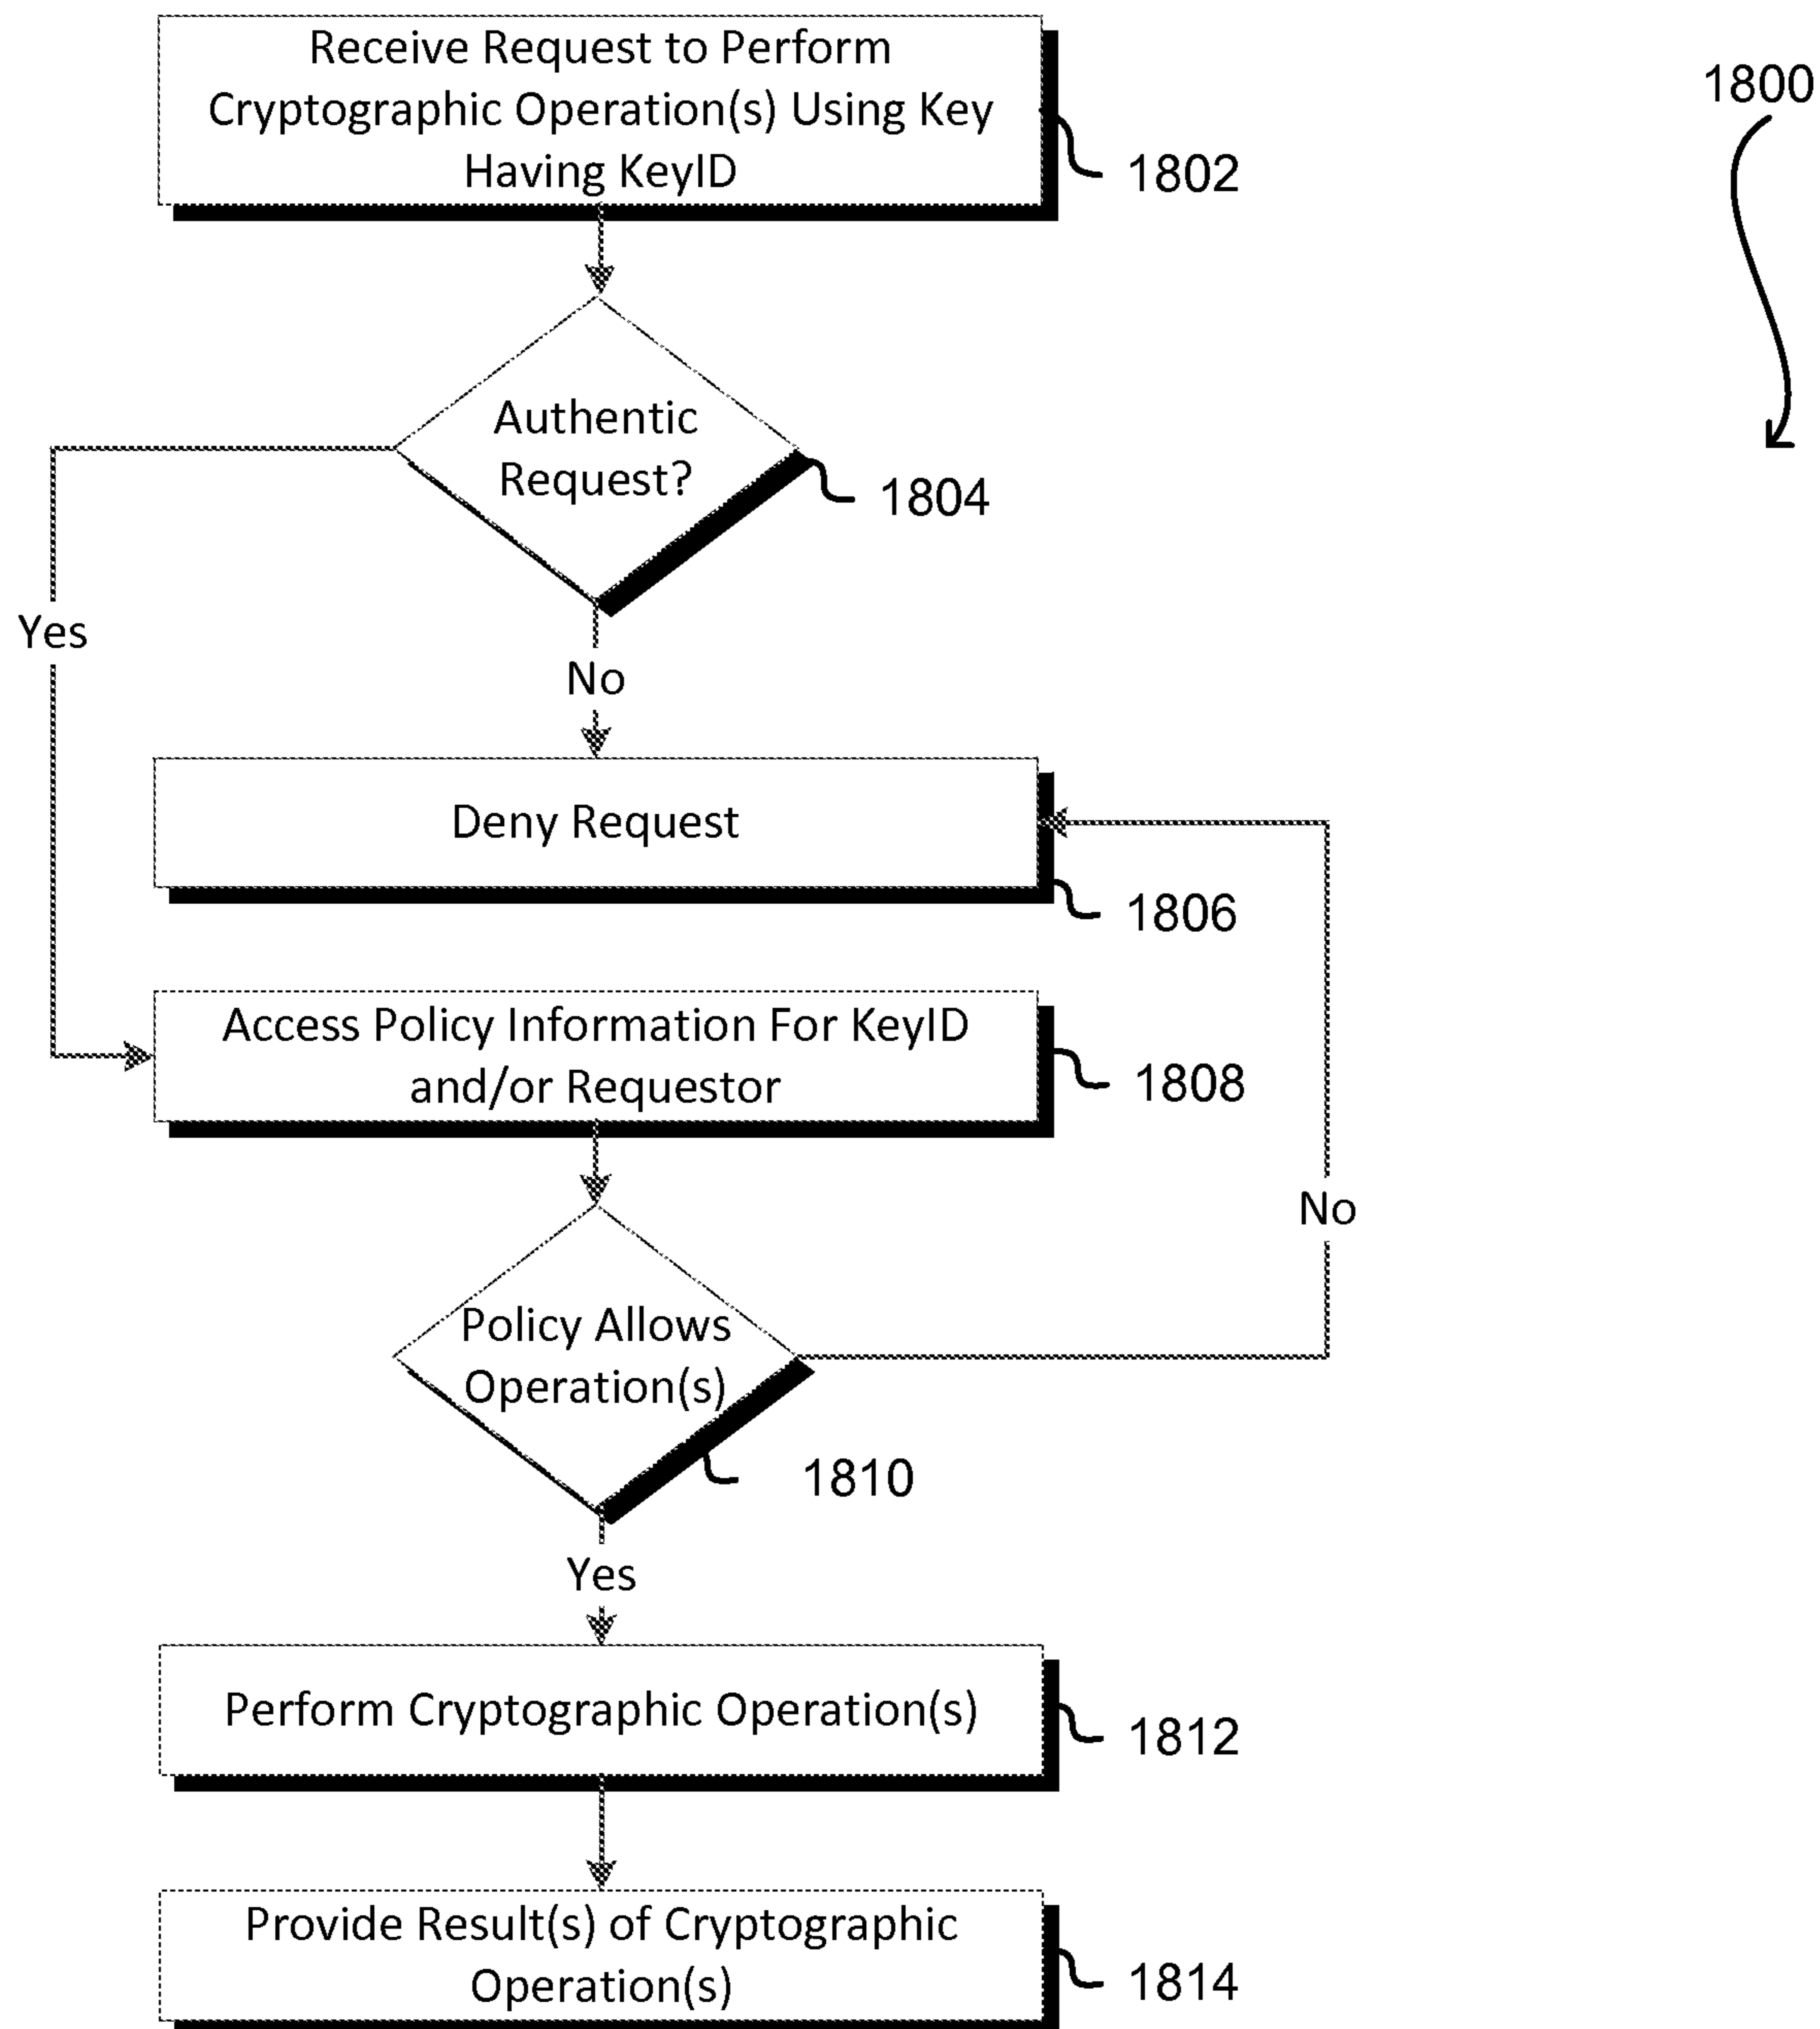 Receive Request to Perform
Cryptographic Operation(s) Using Key
Having KeyID
1802
1800
Authentic
Request?
1804
Yes
No
Deny Request
1806
Access Policy Information For KeyID
and/or Requestor
1808
No
Policy Allows
Operation(s)
1810
Yes
Perform Cryptographic Operation(s)
1812
Provide Result(s) of Cryptographic
Operation(s)
1814